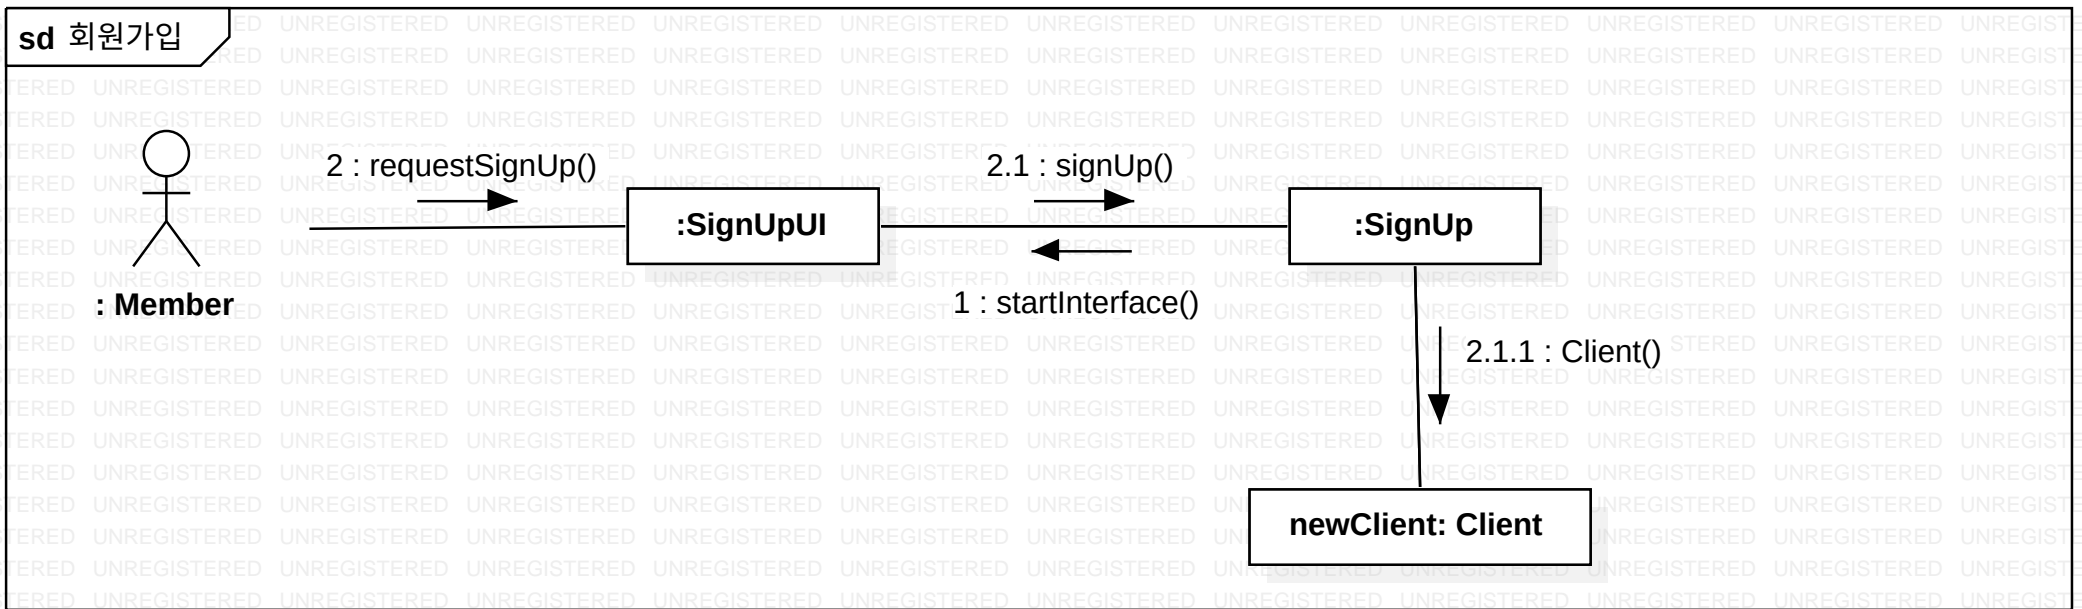 sd 회원가입
2 : requestSignUp()
2.1 : signUp()
:SignUpUI
:SignUp
: Member
1 : startInterface()
2.1.1 : Client()
newClient: Client
UNREGISTERED